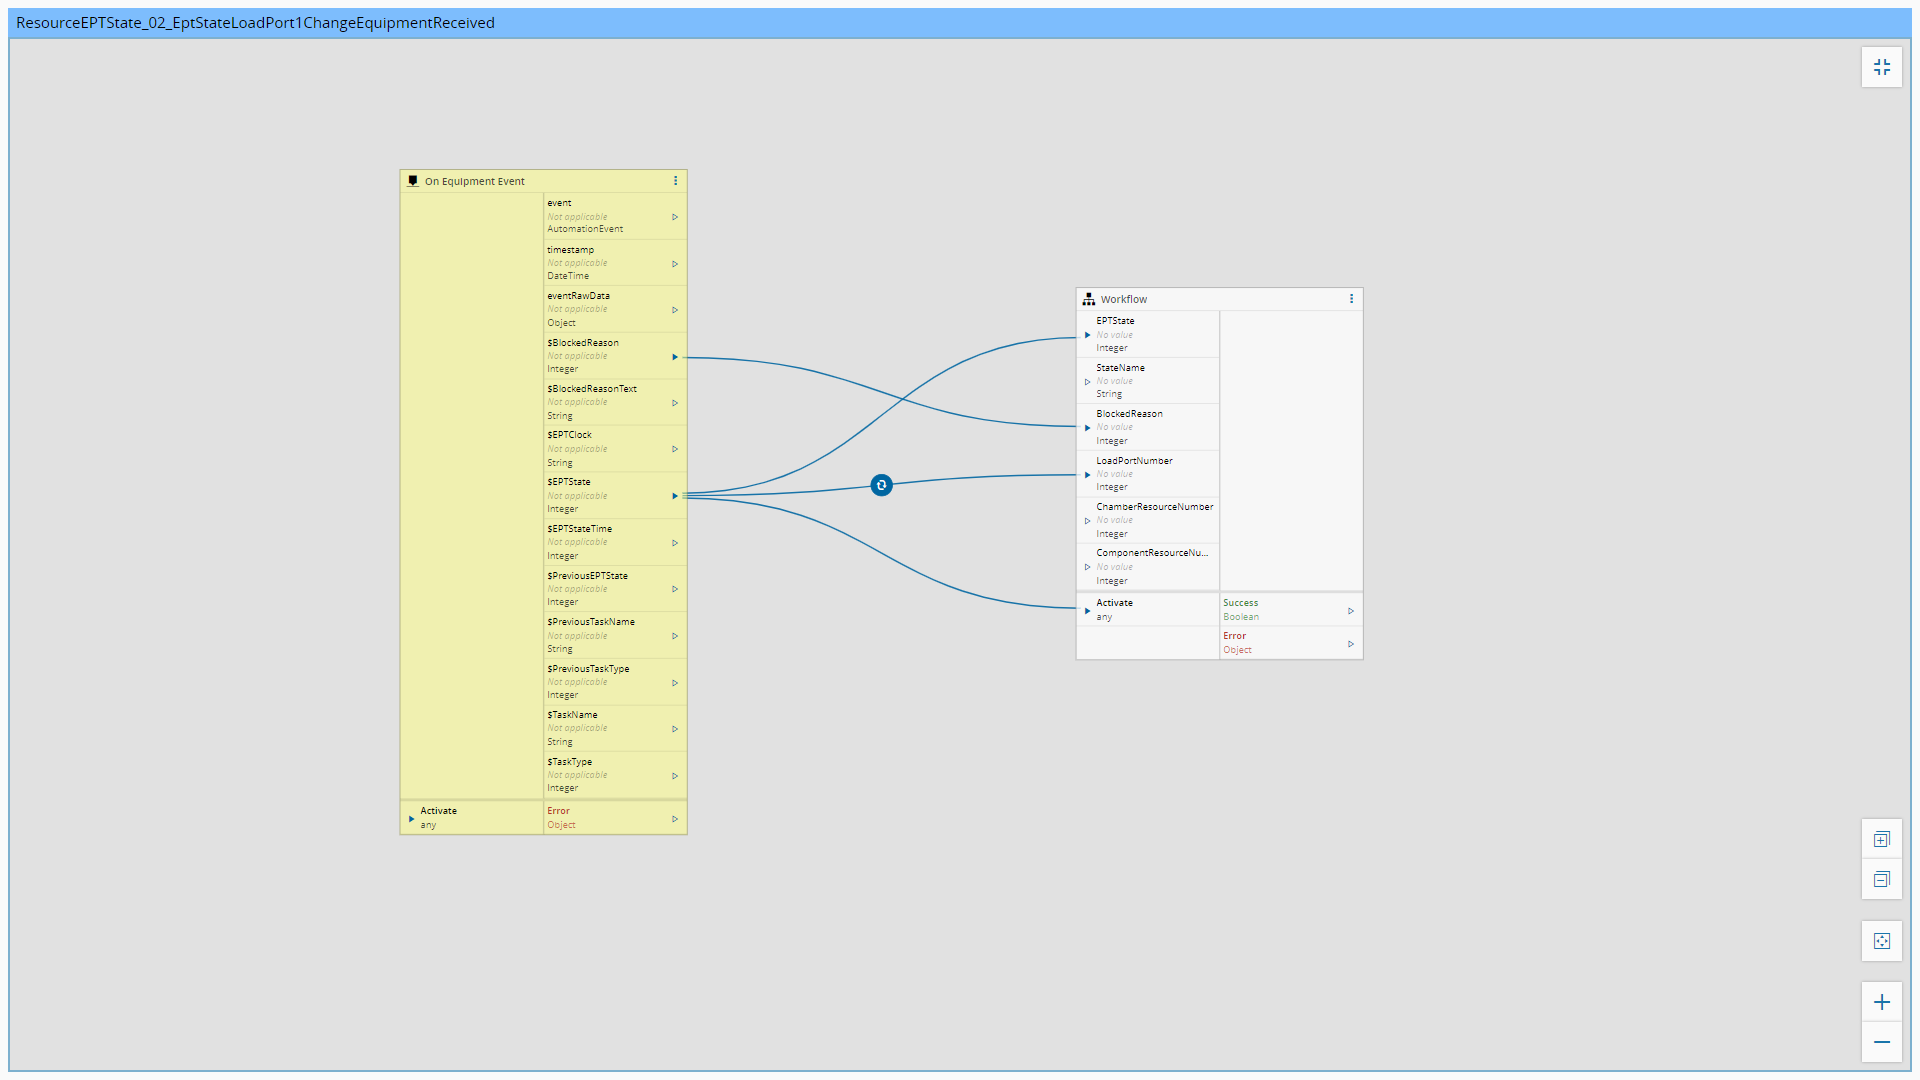 ResourceEPTState_02_EptStateLoadPort1ChangeEquipmentReceived
On Equipment Event
event
Not applicable
AutomationEvent
timestamp
Not applicable
DateTime
eventRawData
Not applicable
Object
$BlockedReason
Not applicable
Integer
$BlockedReasonText
Not applicable
String
$EPTClock
Not applicable
String
$EPTState
Not applicable
Integer
$EPTStateTime
Not applicable
Integer
$PreviousEPTState
Not applicable
Integer
$PreviousTaskName
Not applicable
String
$PreviousTaskType
Not applicable
Integer
$TaskName
Not applicable
String
$TaskType
Not applicable
Integer
Activate
any
Error
Object
Workflow
EPTState
No value
Integer
StateName
No value
String
BlockedReason
No value
Integer
LoadPortNumber
No value
Integer
ChamberResourceNumber
No value
Integer
ComponentResourceNu...
No value
Integer
Activate
any
Success
Boolean
Error
Object